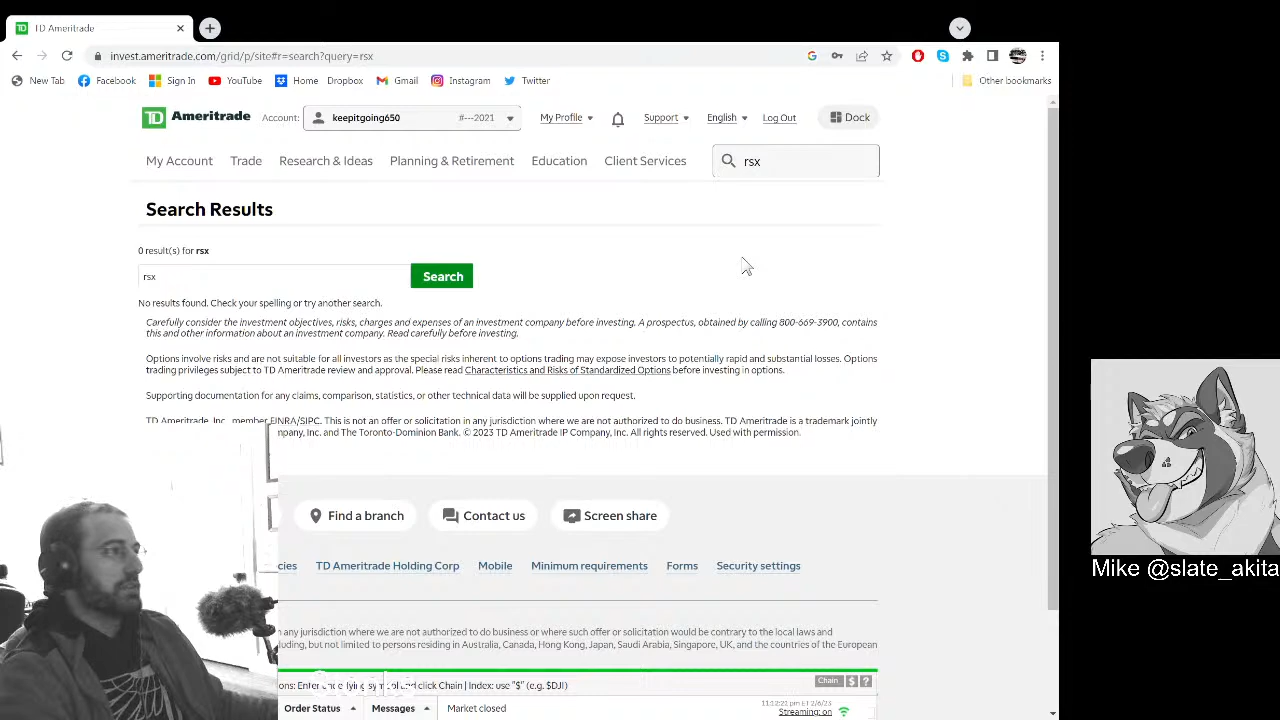 TD Ameritrade
invest.ameritrade.com/grid/p/site#r=search?query=rsx
New Tab Facebook Sign In YouTube Home Dropbox Gmail Instagram Twitter Other bookmarks
TD Ameritrade Account: keepitgoing650 #---2021 My Profile Support English Log Out Dock
My Account Trade Research & Ideas Planning & Retirement Education Client Services rsx
Search Results
0 result(s) for rsx
rsx Search
No results found. Check your spelling or try another search.
Carefully consider the investment objectives, risks, charges and expenses of an investment company before investing. A prospectus, obtained by calling 800-669-3900, contains
this and other information about an investment company. Read carefully before investing.
Options involve risks and are not suitable for all investors as the special risks inherent to options trading may expose investors to potentially rapid and substantial losses. Options
trading privileges subject to TD Ameritrade review and approval. Please read Characteristics and Risks of Standardized Options before investing in options.
Supporting documentation for any claims, comparison, statistics, or other technical data will be supplied upon request.
TD Ameritrade, Inc., member FINRA/SIPC. This is not an offer or solicitation in any jurisdiction where we are not authorized to do business. TD Ameritrade is a trademark jointly
mpany, Inc. and The Toronto-Dominion Bank. © 2023 TD Ameritrade IP Company, Inc. All rights reserved. Used with permission.
Find a branch Contact us Screen share
Mike @slate_akita
cies TD Ameritrade Holding Corp Mobile Minimum requirements Forms Security settings
any jurisdiction where we are not authorized to do business or where such offer or solicitation would be contrary to the local laws and
uding, but not limited to persons residing in Australia, Canada, Hong Kong, Japan, Saudi Arabia, Singapore, UK, and the countries of the European
ons: Enter click Chain | Index: use "$" (e.g. $DJI) Chain $ ?
Order Status Messages Market closed
11:12:22 pm ET 2/6/23
Streaming: on